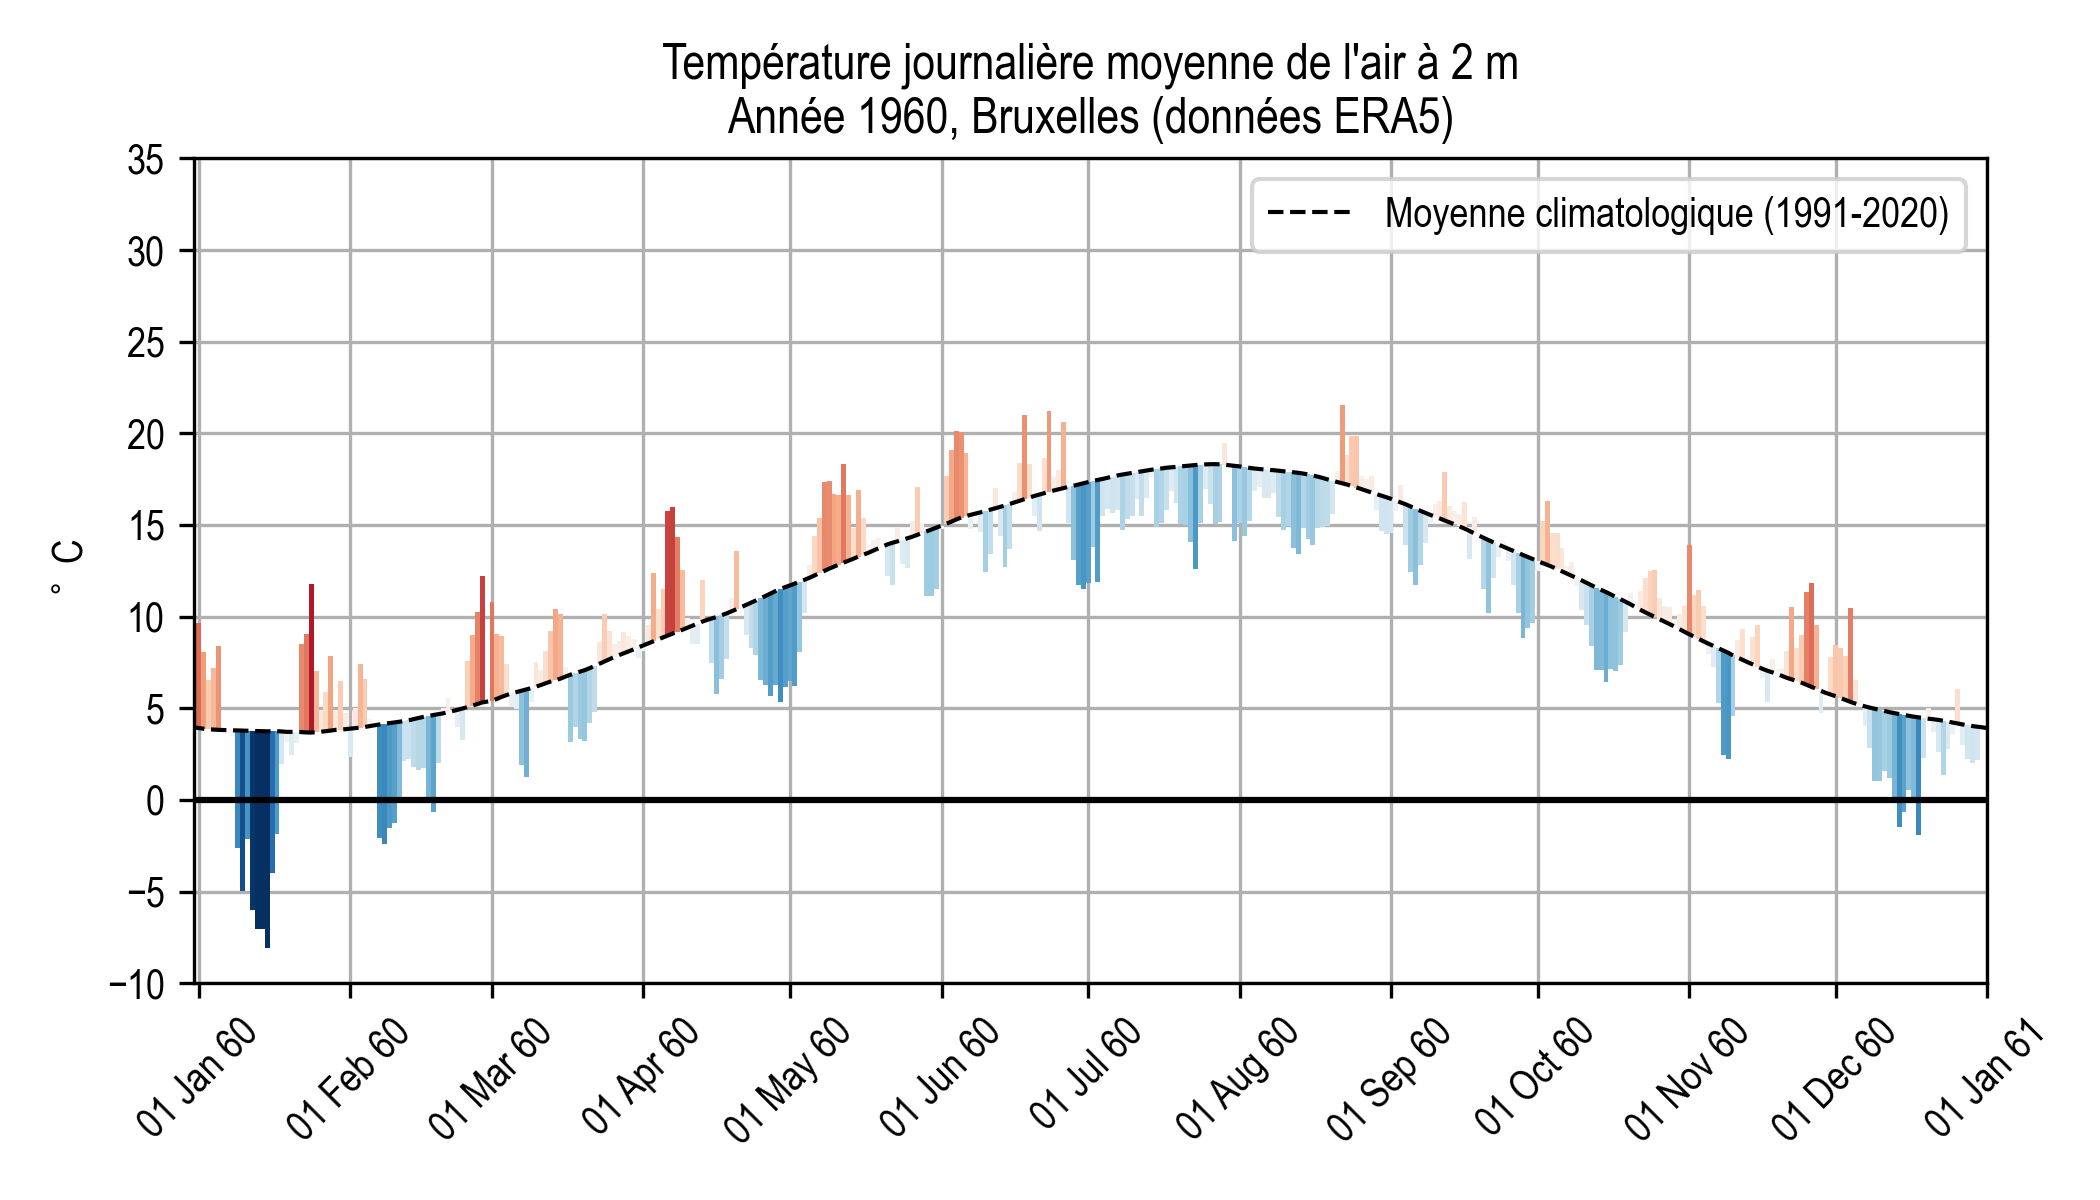 Température journalière moyenne de l'air à 2 m
Année 1960, Bruxelles (données ERA5)
Moyenne climatologique (1991-2020)
35
30
25
20
15
10
5
0
−5
−10
° C
01 Jan 60
01 Feb 60
01 Mar 60
01 Apr 60
01 May 60
01 Jun 60
01 Jul 60
01 Aug 60
01 Sep 60
01 Oct 60
01 Nov 60
01 Dec 60
01 Jan 61